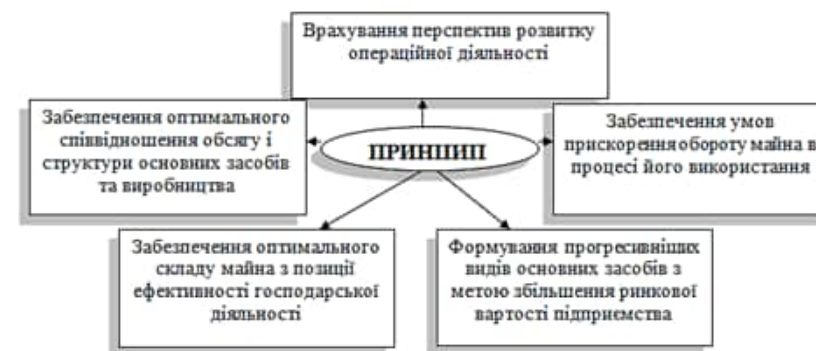 Врахування перспектив розвитку
операційної діяльності
Забезпечення оптимального
співвідношення обсягу і
структури основних засобів
та виробництва
ПРИНЦИП
Забезпечення умов
прискорення обороту майна в
процесі його використання
Забезпечення оптимального
складу майна з позиції
ефективності господарської
діяльності
Формування прогресивніших
видів основних засобів з
метою збільшення ринкової
вартості підприємства